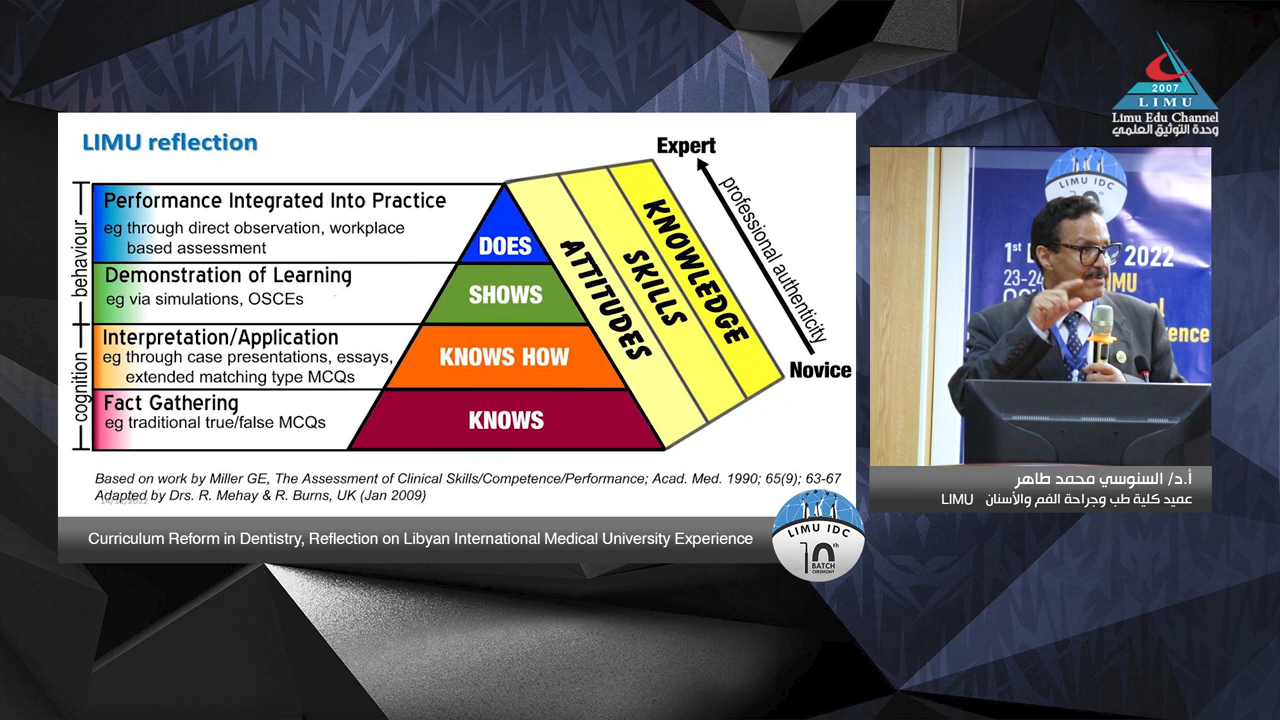 LIMU reflection
Expert
professional authenticity
Novice
behaviour
cognition
Performance Integrated Into Practice
eg through direct observation, workplace
based assessment
Demonstration of Learning
eg via simulations, OSCEs
Interpretation/Application
eg through case presentations, essays,
extended matching type MCQs
Fact Gathering
eg traditional true/false MCQs
DOES
SHOWS
KNOWS HOW
KNOWS
ATTITUDES
SKILLS
KNOWLEDGE
Based on work by Miller GE, The Assessment of Clinical Skills/Competence/Performance; Acad. Med. 1990; 65(9); 63-67
Adapted by Drs. R. Mehay & R. Burns, UK (Jan 2009)
Curriculum Reform in Dentistry, Reflection on Libyan International Medical University Experience
LIMU IDC
10th
BATCH
CEREMONY
2007
LIMU
Limu Edu Channel
وحدة التوثيق العلمي
LIMU IDC
1st
2022
23-24
LIMU
أ.د/ السنوسي محمد طاهر
عميد كلية طب وجراحة الفم والأسنان LIMU